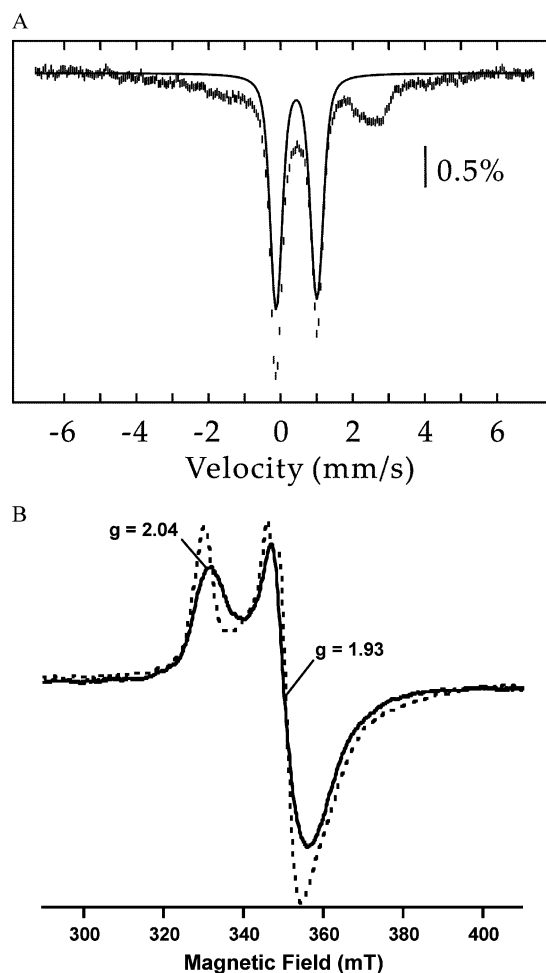 A
0.5%
-6 -4 -2 0 2 4 6
Velocity (mm/s)
B
g = 2.04
g = 1.93
300 320 340 360 380 400
Magnetic Field (mT)